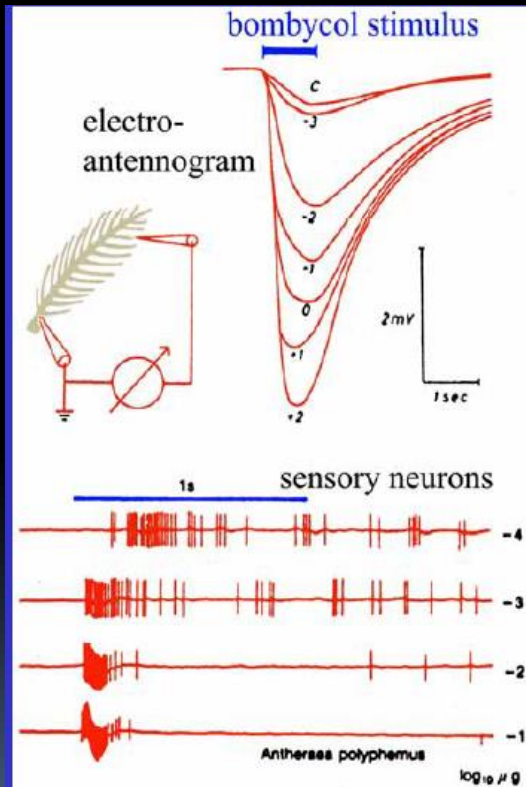 bombycol stimulus
electro-
antennogram
C
-3
-2
-1
0
+1
+2
2mV
1sec
1s
sensory neurons
-4
-3
-2
-1
Antheraea polyphemus
log₁₀ μg